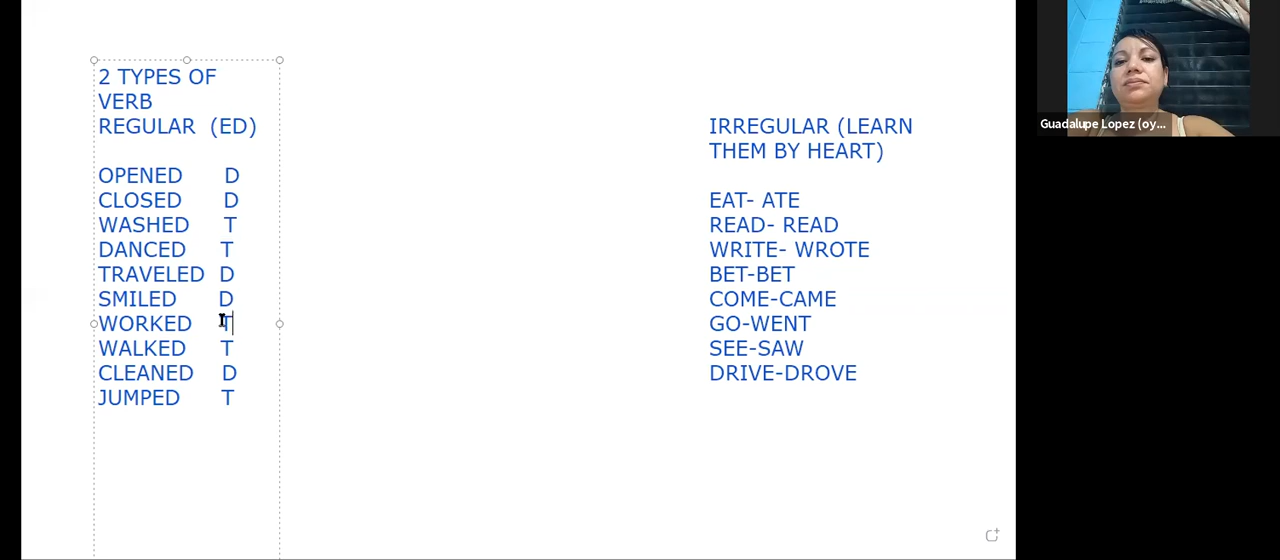 2 TYPES OF
VERB
REGULAR (ED)
OPENED D
CLOSED D
WASHED T
DANCED T
TRAVELED D
SMILED D
WORKED T
WALKED T
CLEANED D
JUMPED T
IRREGULAR (LEARN
THEM BY HEART)
EAT- ATE
READ- READ
WRITE- WROTE
BET-BET
COME-CAME
GO-WENT
SEE-SAW
DRIVE-DROVE
Guadalupe Lopez (oy...